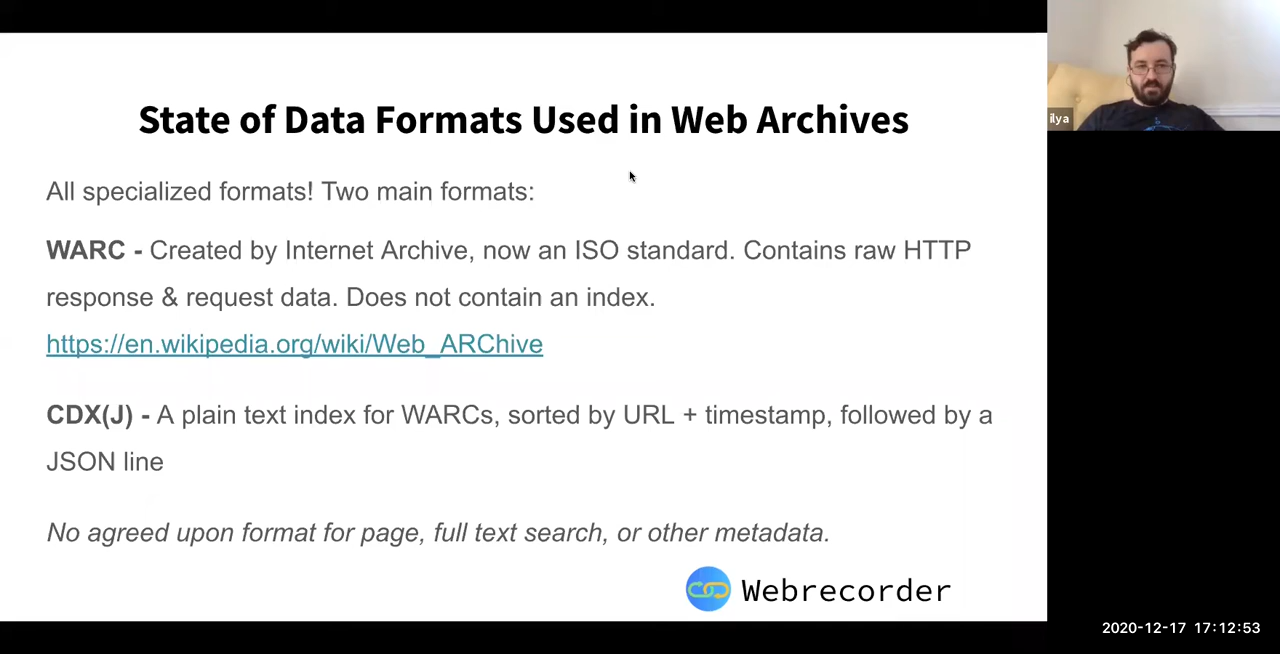 State of Data Formats Used in Web Archives
ilya
All specialized formats! Two main formats:
WARC - Created by Internet Archive, now an ISO standard. Contains raw HTTP
response & request data. Does not contain an index.
https://en.wikipedia.org/wiki/Web_ARChive
CDX(J) - A plain text index for WARCs, sorted by URL + timestamp, followed by a
JSON line
No agreed upon format for page, full text search, or other metadata.
Webrecorder
2020-12-17 17:12:53